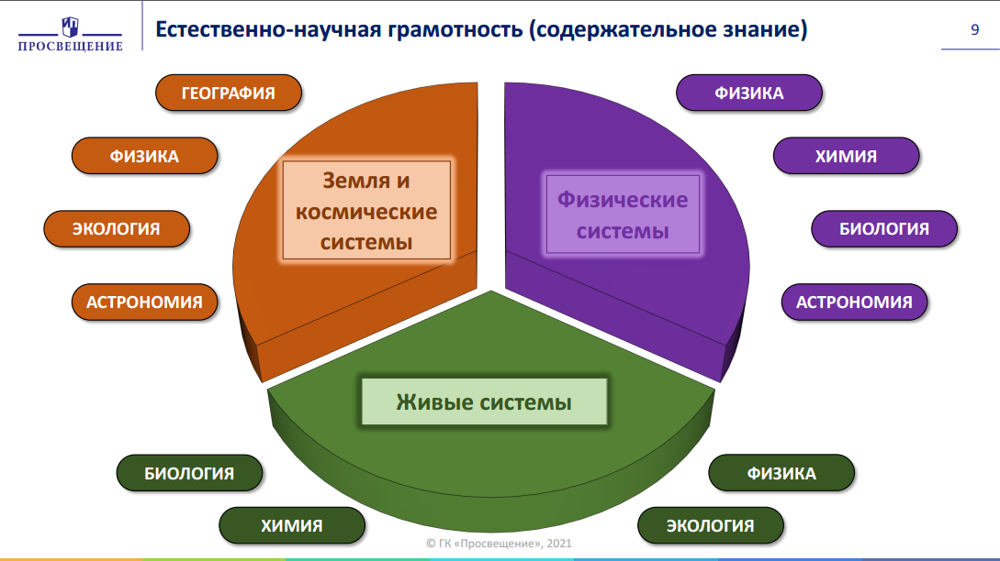 ПРОСВЕЩЕНИЕ
Естественно-научная грамотность (содержательное знание)
9
ГЕОГРАФИЯ
ФИЗИКА
ЭКОЛОГИЯ
АСТРОНОМИЯ
Земля и
космические
системы
Физические
системы
ФИЗИКА
ХИМИЯ
БИОЛОГИЯ
АСТРОНОМИЯ
Живые системы
БИОЛОГИЯ
ХИМИЯ
ФИЗИКА
ЭКОЛОГИЯ
© ГК «Просвещение», 2021